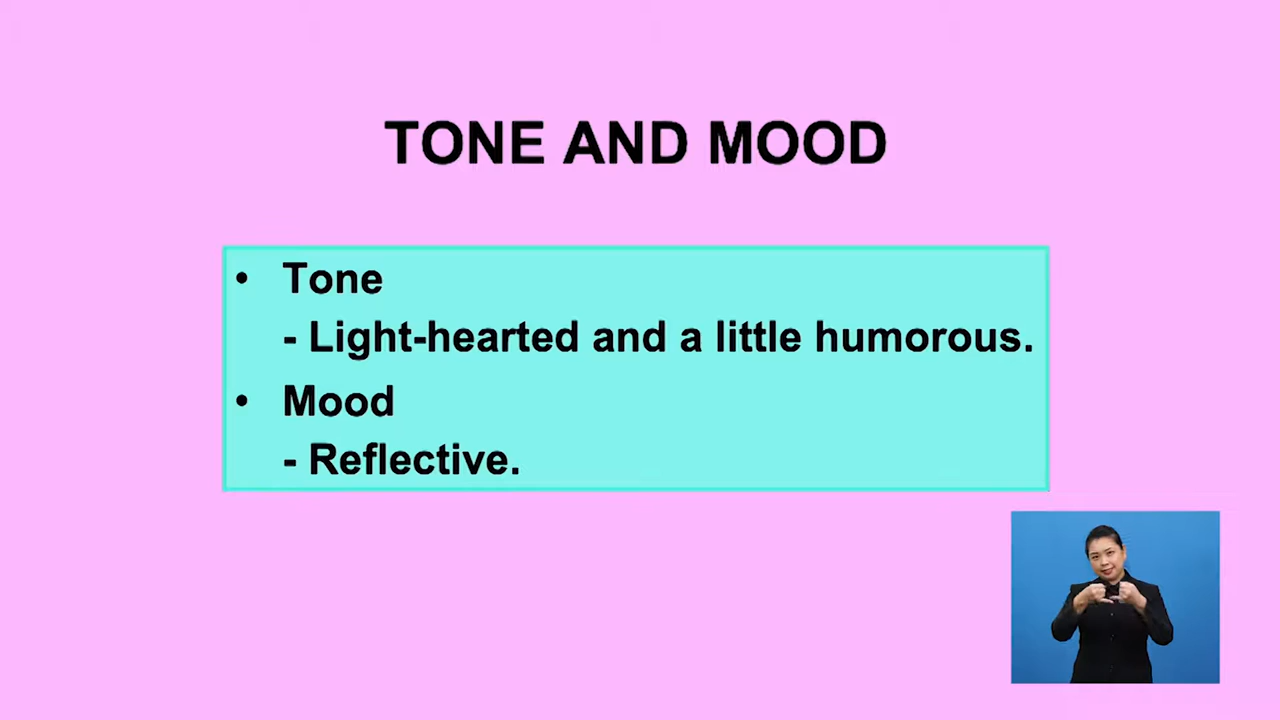 TONE AND MOOD
• Tone
- Light-hearted and a little humorous.
• Mood
- Reflective.